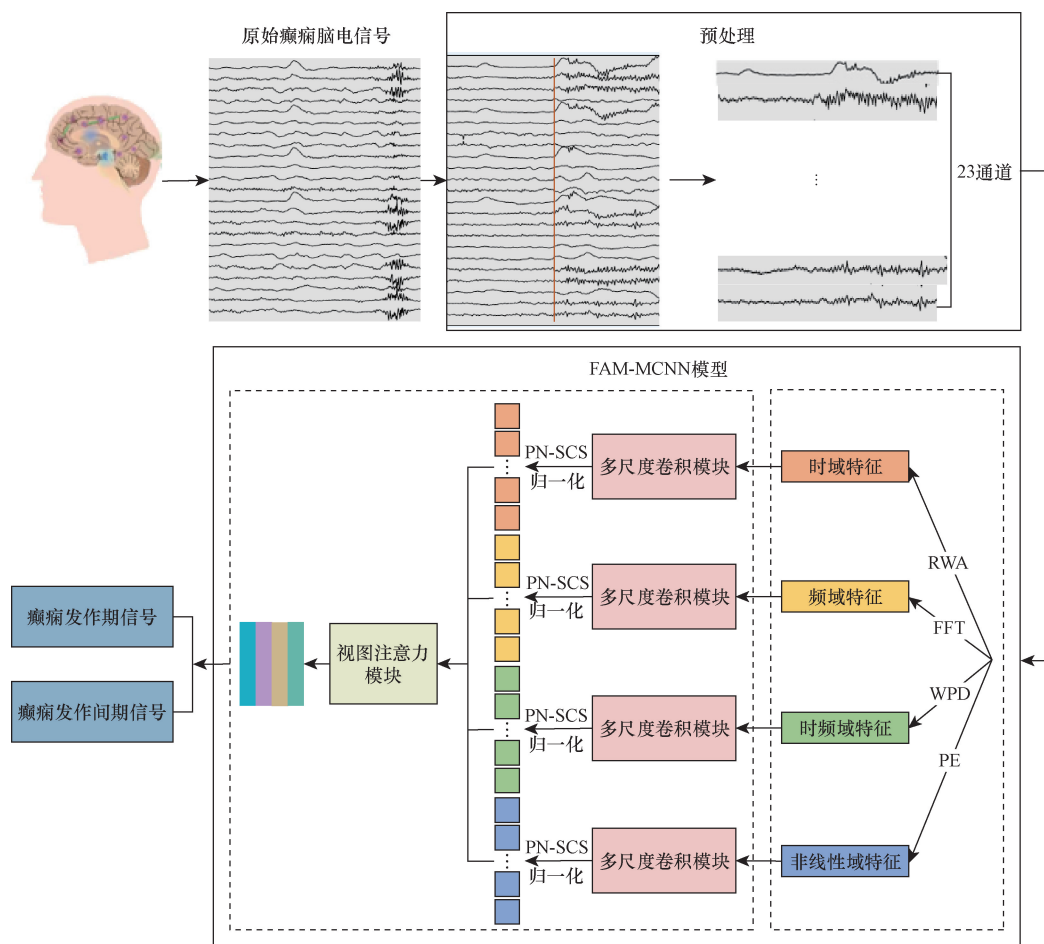 原始癫痫脑电信号
预处理
23通道
FAM-MCNN模型
PN-SCS
归一化
多尺度卷积模块
时域特征
RWA
PN-SCS
归一化
多尺度卷积模块
频域特征
FFT
癫痫发作期信号
癫痫发作间期信号
视图注意力
模块
PN-SCS
归一化
多尺度卷积模块
时频域特征
WPD
PE
PN-SCS
归一化
多尺度卷积模块
非线性域特征